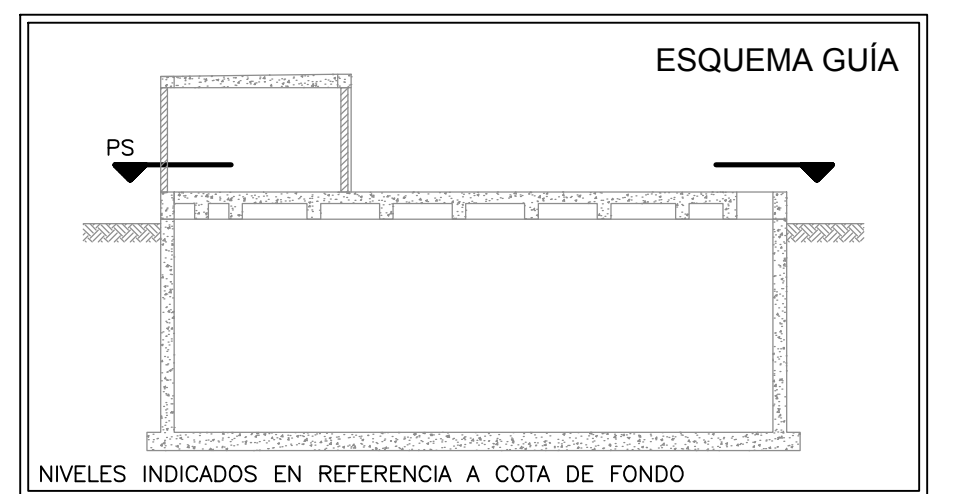 ESQUEMA GUÍA
PS
NIVELES INDICADOS EN REFERENCIA A COTA DE FONDO